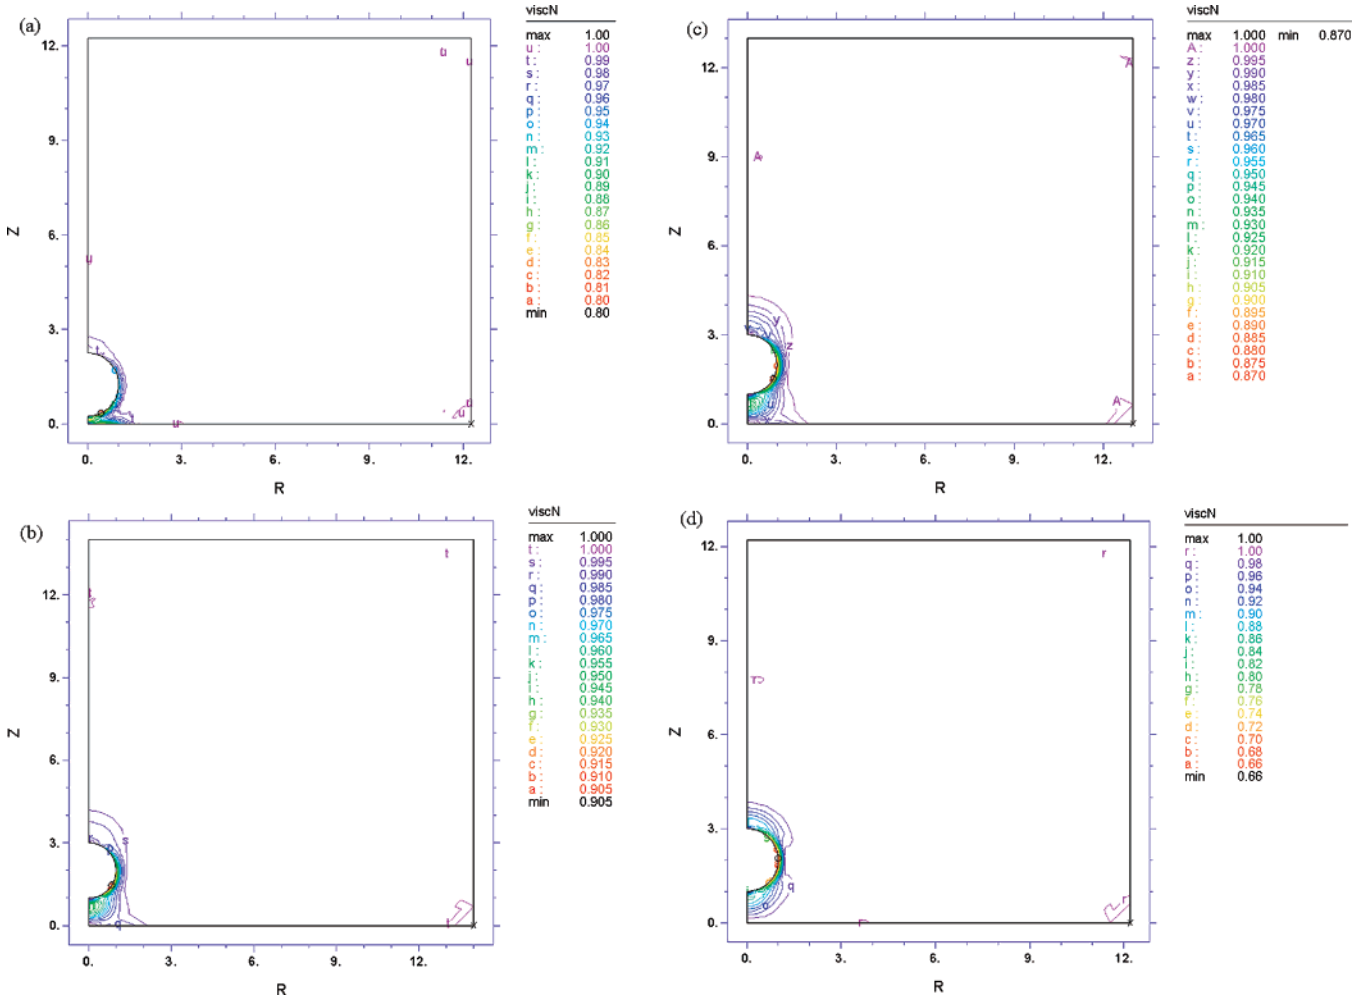 (a)
viscN
max 1.00
u : 1.00
t : 0.99
s : 0.98
r : 0.97
q : 0.96
p : 0.95
o : 0.94
n : 0.93
m : 0.92
l : 0.91
k : 0.90
j : 0.89
i : 0.88
h : 0.87
g : 0.86
f : 0.85
e : 0.84
d : 0.83
c : 0.82
b : 0.81
a : 0.80
min 0.80
12.
9.
6.
3.
0.
Z
u
u
u
t
o
o
u
u
u
x
0. 3. 6. 9. 12.
R
(c)
viscN
max 1.000 min 0.870
A : 1.000
z : 0.995
y : 0.990
x : 0.985
w : 0.980
v : 0.975
u : 0.970
t : 0.965
s : 0.960
r : 0.955
q : 0.950
p : 0.945
o : 0.940
n : 0.935
m : 0.930
l : 0.925
k : 0.920
j : 0.915
i : 0.910
h : 0.905
g : 0.900
f : 0.895
e : 0.890
d : 0.885
c : 0.880
b : 0.875
a : 0.870
12.
9.
6.
3.
0.
Z
A
A
y
z
u
A
x
0. 3. 6. 9. 12.
R
(b)
viscN
max 1.000
t : 1.000
s : 0.995
r : 0.990
q : 0.985
p : 0.980
o : 0.975
n : 0.970
m : 0.965
l : 0.960
k : 0.955
j : 0.950
i : 0.945
h : 0.940
g : 0.935
f : 0.930
e : 0.925
d : 0.920
c : 0.915
b : 0.910
a : 0.905
min 0.905
12.
9.
6.
3.
0.
Z
t
t
s
p
q
t
x
0. 3. 6. 9. 12.
R
(d)
viscN
max 1.00
r : 1.00
q : 0.98
p : 0.96
o : 0.94
n : 0.92
m : 0.90
l : 0.88
k : 0.86
j : 0.84
i : 0.82
h : 0.80
g : 0.78
f : 0.76
e : 0.74
d : 0.72
c : 0.70
b : 0.68
a : 0.66
min 0.66
12.
9.
6.
3.
0.
Z
r
r
g
q
o
r
r
x
0. 3. 6. 9. 12.
R